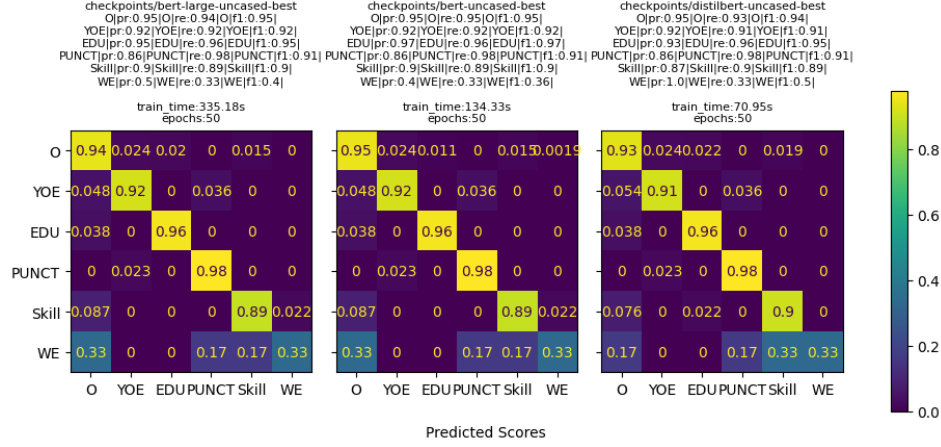 checkpoints/bert-large-uncased-best
O|pr:0.95|O|re:0.94|O|f1:0.95|
YOE|pr:0.92|YOE|re:0.92|YOE|f1:0.92|
EDU|pr:0.95|EDU|re:0.96|EDU|f1:0.95|
PUNCT|pr:0.86|PUNCT|re:0.98|PUNCT|f1:0.91|
Skill|pr:0.9|Skill|re:0.89|Skill|f1:0.9|
WE|pr:0.5|WE|re:0.33|WE|f1:0.4|
train_time:335.18s
epochs:50
checkpoints/bert-uncased-best
O|pr:0.95|O|re:0.95|O|f1:0.95|
YOE|pr:0.92|YOE|re:0.92|YOE|f1:0.92|
EDU|pr:0.97|EDU|re:0.96|EDU|f1:0.97|
PUNCT|pr:0.86|PUNCT|re:0.98|PUNCT|f1:0.91|
Skill|pr:0.9|Skill|re:0.89|Skill|f1:0.9|
WE|pr:0.4|WE|re:0.33|WE|f1:0.36|
train_time:134.33s
epochs:50
checkpoints/distilbert-uncased-best
O|pr:0.95|O|re:0.93|O|f1:0.94|
YOE|pr:0.92|YOE|re:0.91|YOE|f1:0.91|
EDU|pr:0.93|EDU|re:0.96|EDU|f1:0.95|
PUNCT|pr:0.86|PUNCT|re:0.98|PUNCT|f1:0.91|
Skill|pr:0.87|Skill|re:0.9|Skill|f1:0.89|
WE|pr:1.0|WE|re:0.33|WE|f1:0.5|
train_time:70.95s
epochs:50
O 0.94 0.024 0.02 0 0.015 0
YOE 0.048 0.92 0 0.036 0 0
EDU 0.038 0 0.96 0 0 0
PUNCT 0 0.023 0 0.98 0 0
Skill 0.087 0 0 0 0.89 0.022
WE 0.33 0 0 0.17 0.17 0.33
O YOE EDU PUNCT Skill WE
0.95 0.024 0.011 0 0.015 0.0019
0.048 0.92 0 0.036 0 0
0.038 0 0.96 0 0 0
0 0.023 0 0.98 0 0
0.087 0 0 0 0.89 0.022
0.33 0 0 0.17 0.17 0.33
O YOE EDU PUNCT Skill WE
0.93 0.024 0.022 0 0.019 0
0.054 0.91 0 0.036 0 0
0.038 0 0.96 0 0 0
0 0.023 0 0.98 0 0
0.076 0 0.022 0 0.9 0
0.17 0 0 0.17 0.33 0.33
O YOE EDU PUNCT Skill WE
0.8
0.6
0.4
0.2
0.0
Predicted Scores